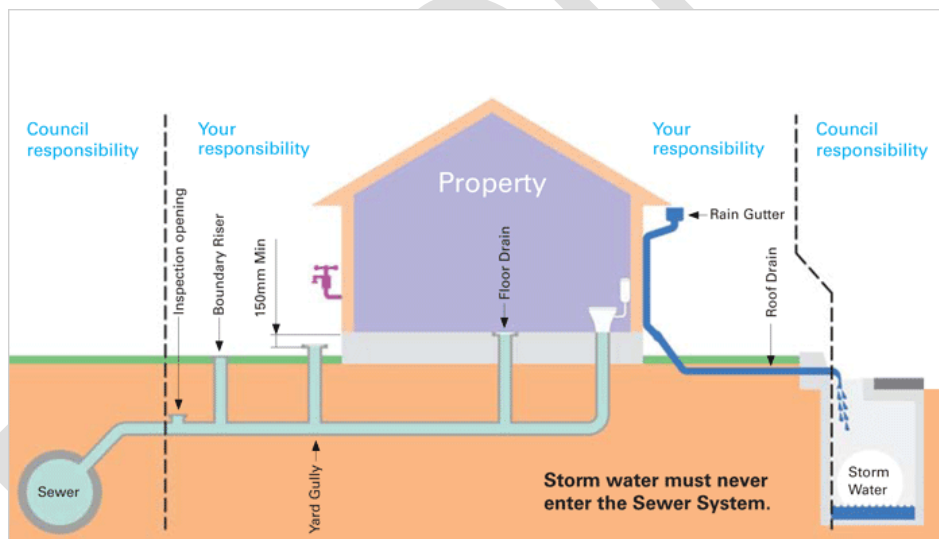 Council
responsibility
Your
responsibility
Your
responsibility
Council
responsibility
Property
Inspection opening
Boundary Riser
150mm Min
Floor Drain
Rain Gutter
Roof Drain
Sewer
Yard Gully
Storm water must never
enter the Sewer System.
Storm
Water